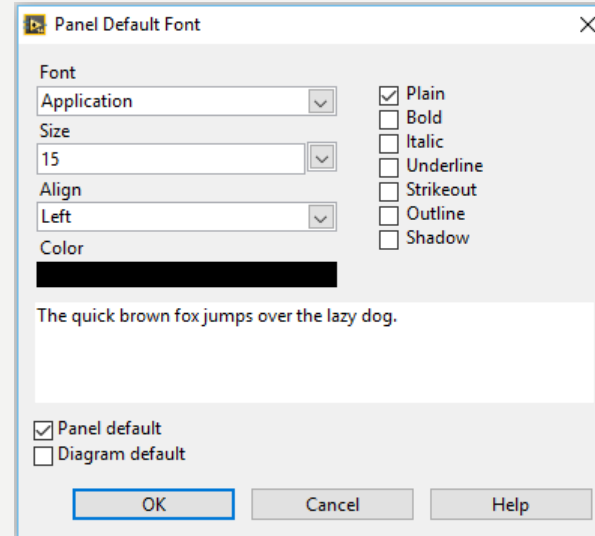 Panel Default Font
Font
Application
Size
15
Align
Left
Color
Plain
Bold
Italic
Underline
Strikeout
Outline
Shadow
The quick brown fox jumps over the lazy dog.
Panel default
Diagram default
OK Cancel Help